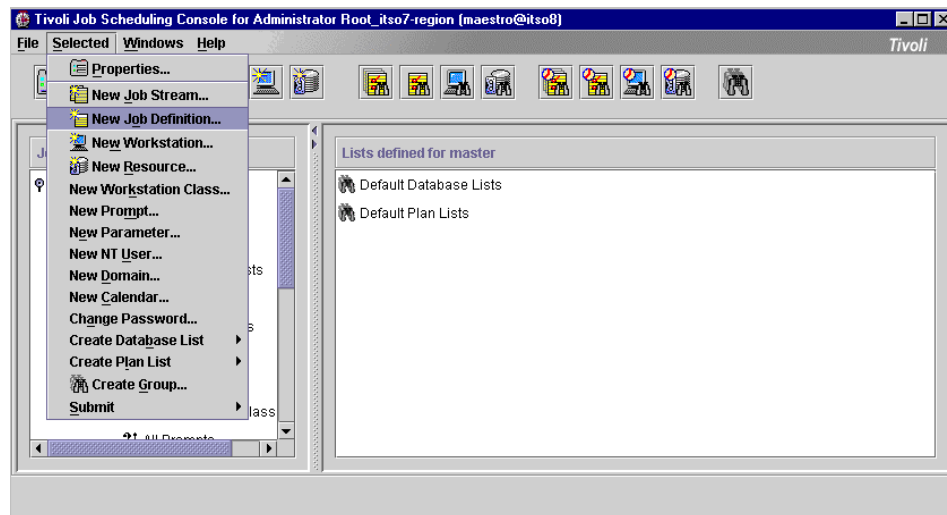 Tivoli Job Scheduling Console for Administrator Root_itso7-region (maestro@itso8)
File Selected Windows Help
Tivoli
Properties...
New Job Stream...
New Job Definition...
New Workstation...
New Resource...
New Workstation Class...
New Prompt...
New Parameter...
New NT User...
New Domain...
New Calendar...
Change Password...
Create Database List
Create Plan List
Create Group...
Submit
All Prompts
Lists defined for master
Default Database Lists
Default Plan Lists